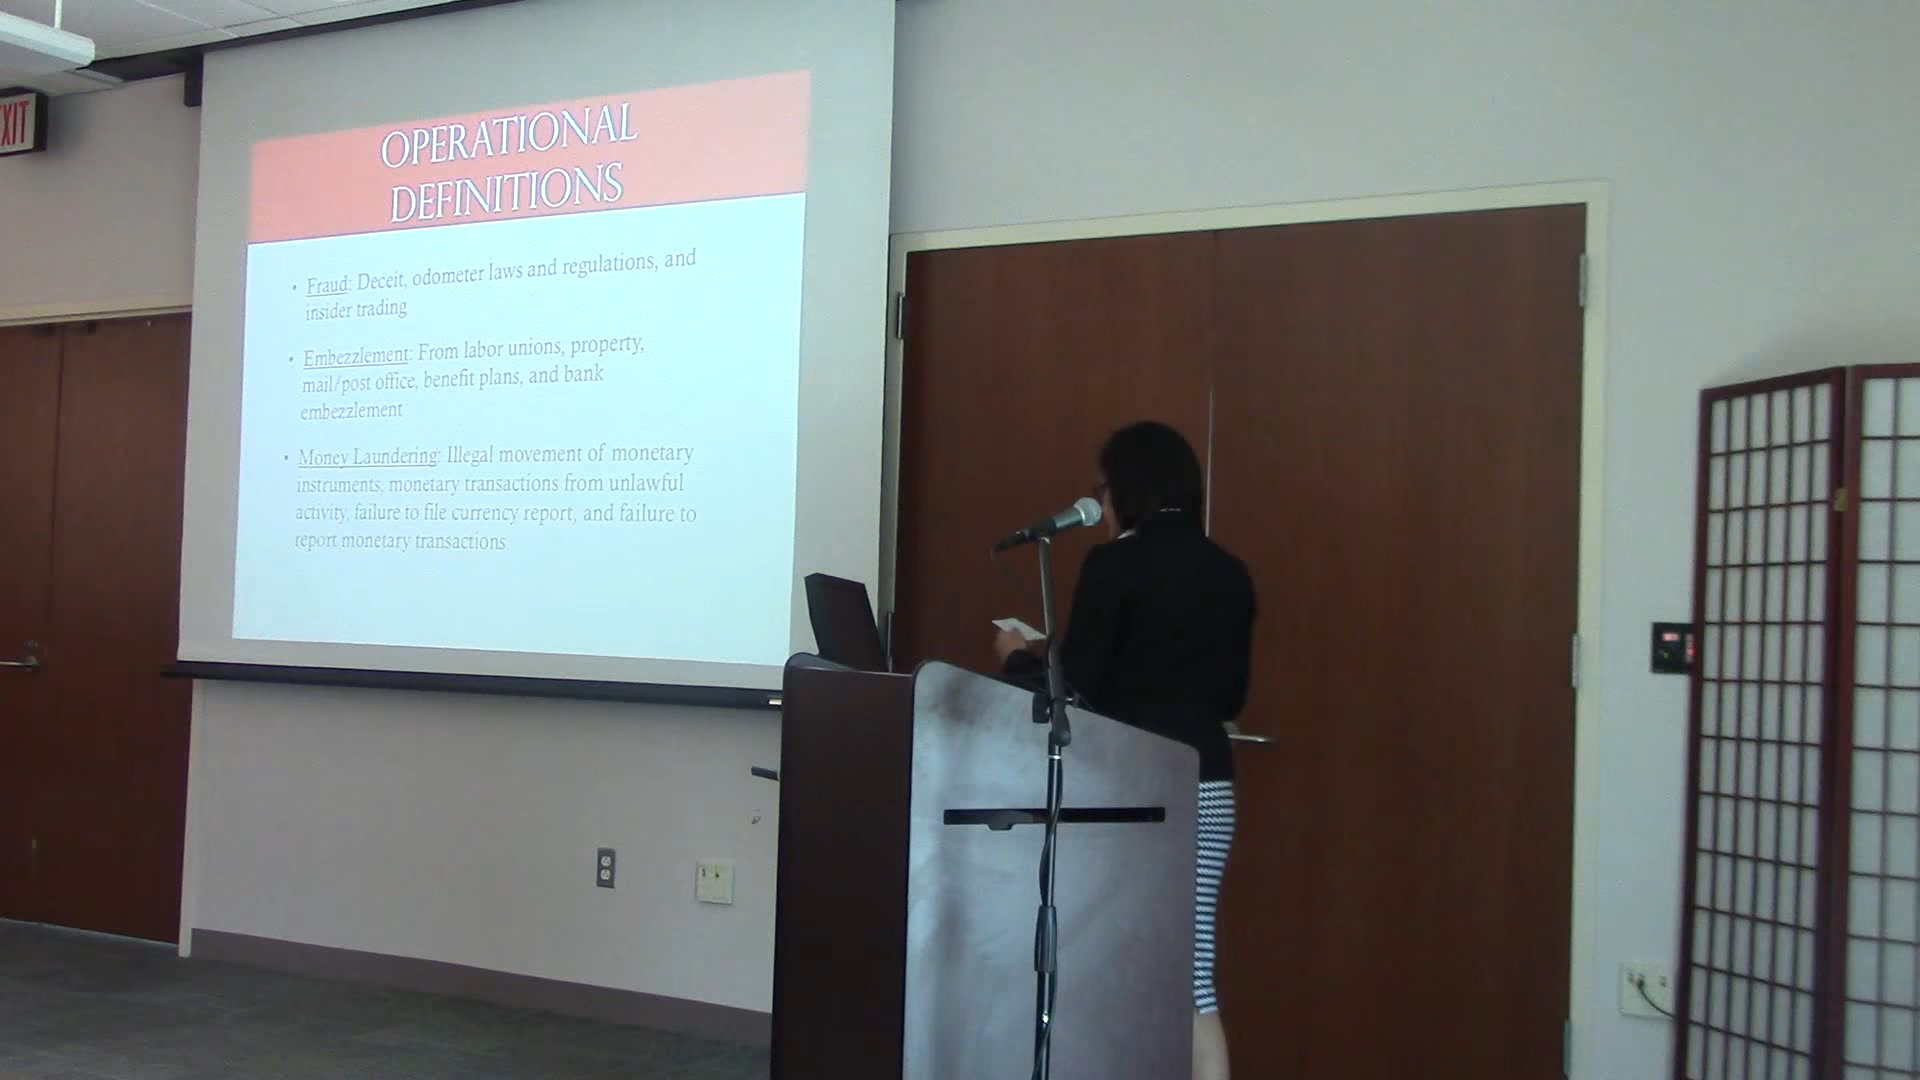 EXIT
OPERATIONAL
DEFINITIONS
• Fraud: Deceit, odometer laws and regulations, and
insider trading
• Embezzlement: From labor unions, property,
mail/post office, benefit plans, and bank
embezzlement
• Money Laundering: Illegal movement of monetary
instruments, monetary transactions from unlawful
activity, failure to file currency report, and failure to
report monetary transactions